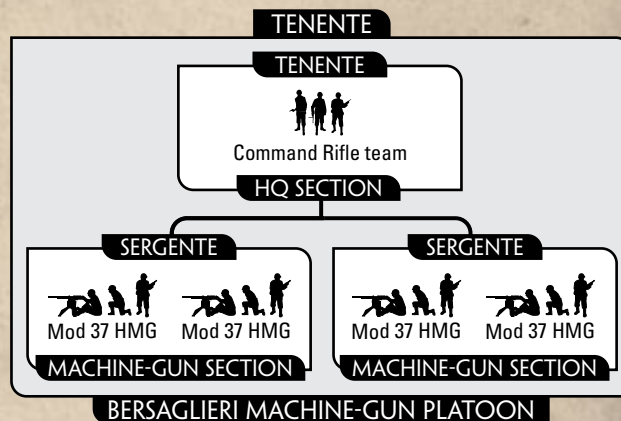 TENENTE
TENENTE
Command Rifle team
HQ SECTION
SERGENTE SERGENTE
Mod 37 HMG Mod 37 HMG Mod 37 HMG Mod 37 HMG
MACHINE-GUN SECTION MACHINE-GUN SECTION
BERSAGLIERI MACHINE-GUN PLATOON